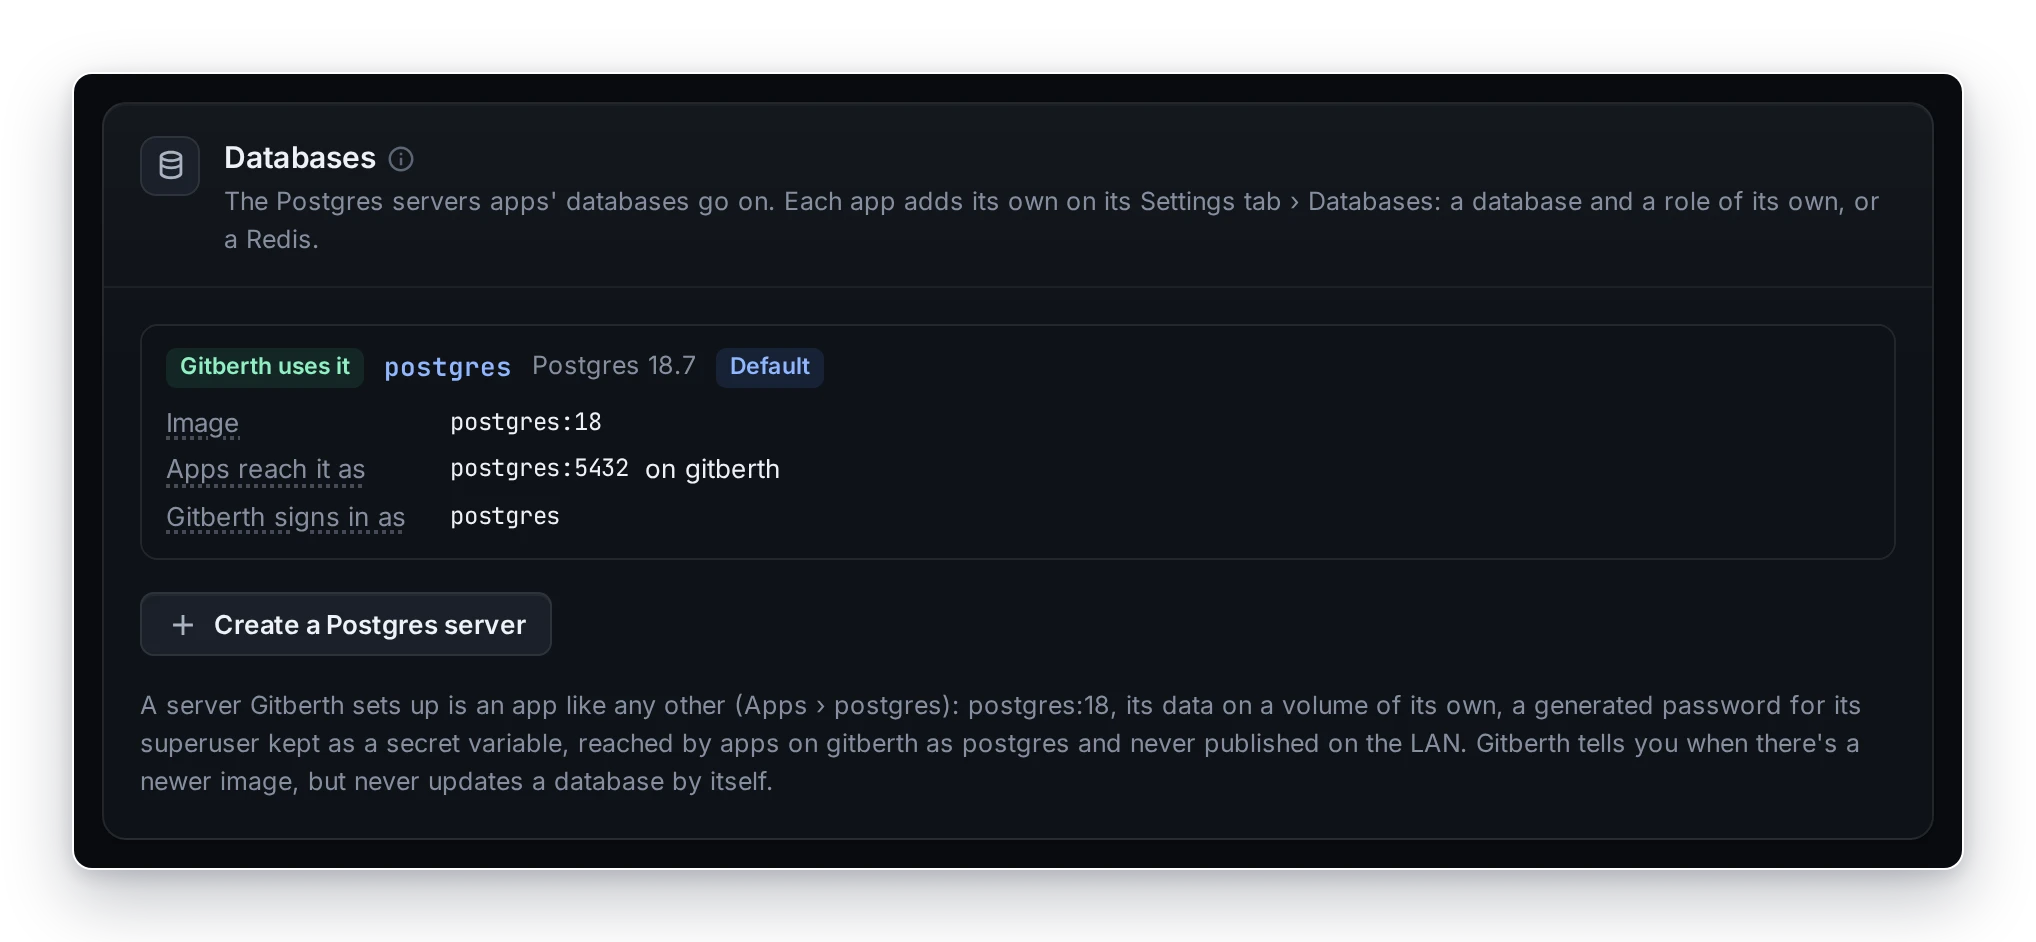 Databases
The Postgres servers apps' databases go on. Each app adds its own on its Settings tab › Databases: a database and a role of its own, or
a Redis.
Gitberth uses it postgres Postgres 18.7 Default
Image postgres:18
Apps reach it as postgres:5432 on gitberth
Gitberth signs in as postgres
+ Create a Postgres server
A server Gitberth sets up is an app like any other (Apps › postgres): postgres:18, its data on a volume of its own, a generated password for its
superuser kept as a secret variable, reached by apps on gitberth as postgres and never published on the LAN. Gitberth tells you when there's a
newer image, but never updates a database by itself.